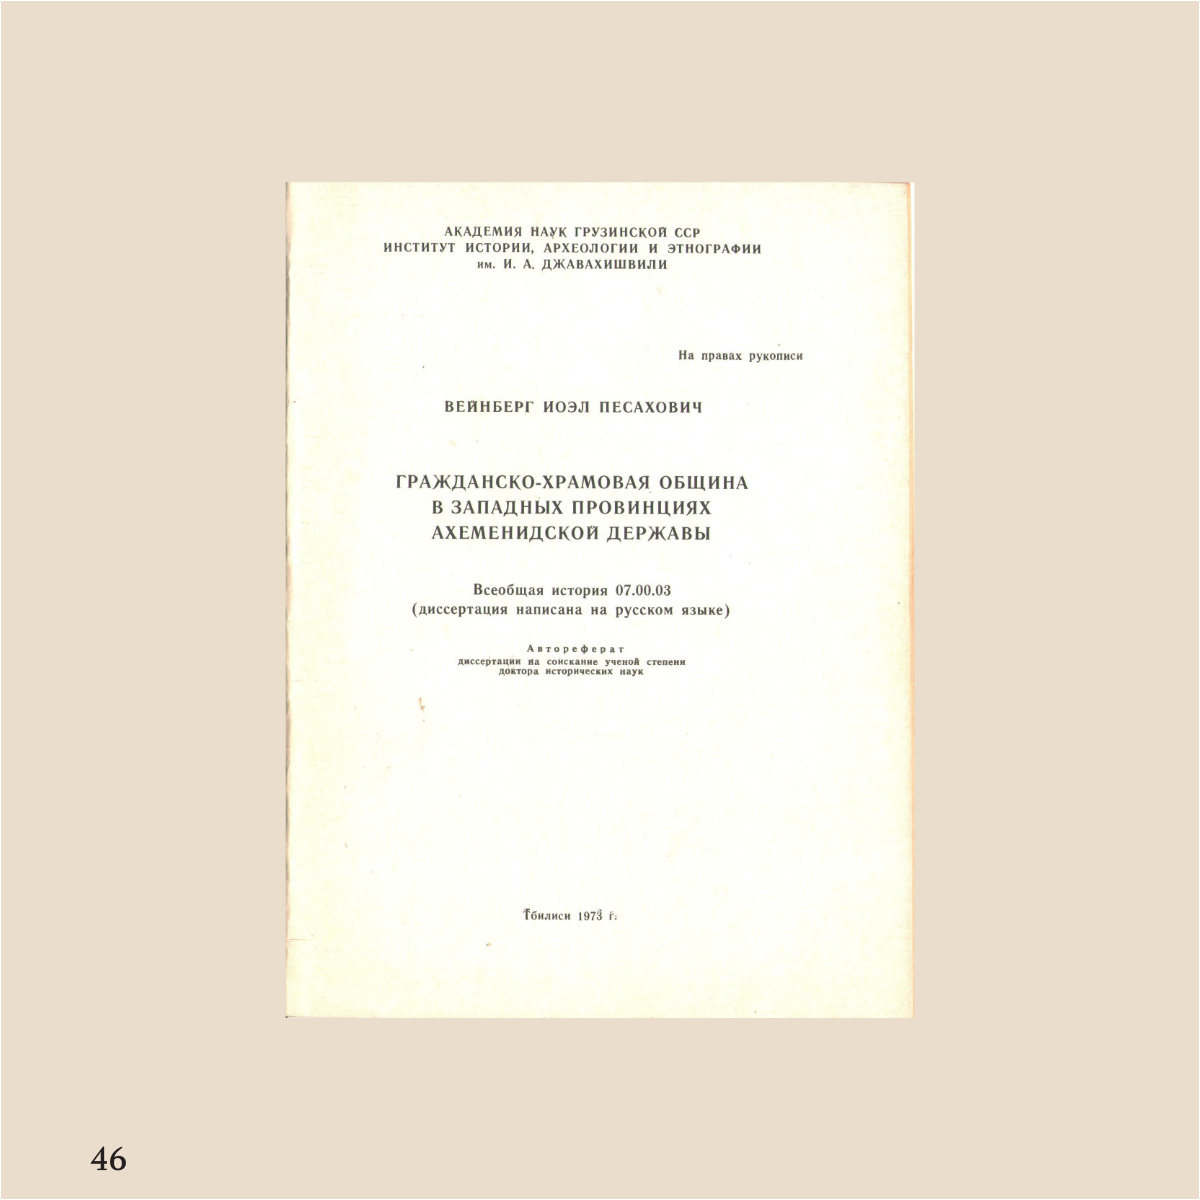 АКАДЕМИЯ НАУК ГРУЗИНСКОЙ ССР
ИНСТИТУТ ИСТОРИИ, АРХЕОЛОГИИ И ЭТНОГРАФИИ
им. И. А. ДЖАВАХИШВИЛИ
На правах рукописи
ВЕЙНБЕРГ ИОЭЛ ПЕСАХОВИЧ
ГРАЖДАНСКО-ХРАМОВАЯ ОБЩИНА
В ЗАПАДНЫХ ПРОВИНЦИЯХ
АХЕМЕНИДСКОЙ ДЕРЖАВЫ
Всеобщая история 07.00.03
(диссертация написана на русском языке)
Автореферат
диссертации на соискание ученой степени
доктора исторических наук
Тбилиси 1973 г.
46